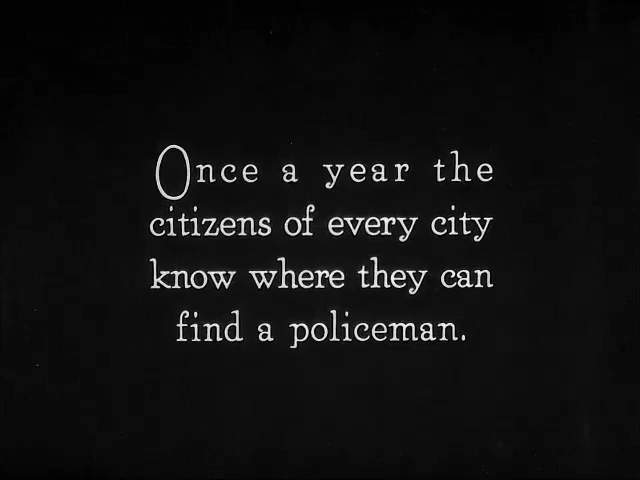 Once a year the
citizens of every city
know where they can
find a policeman.